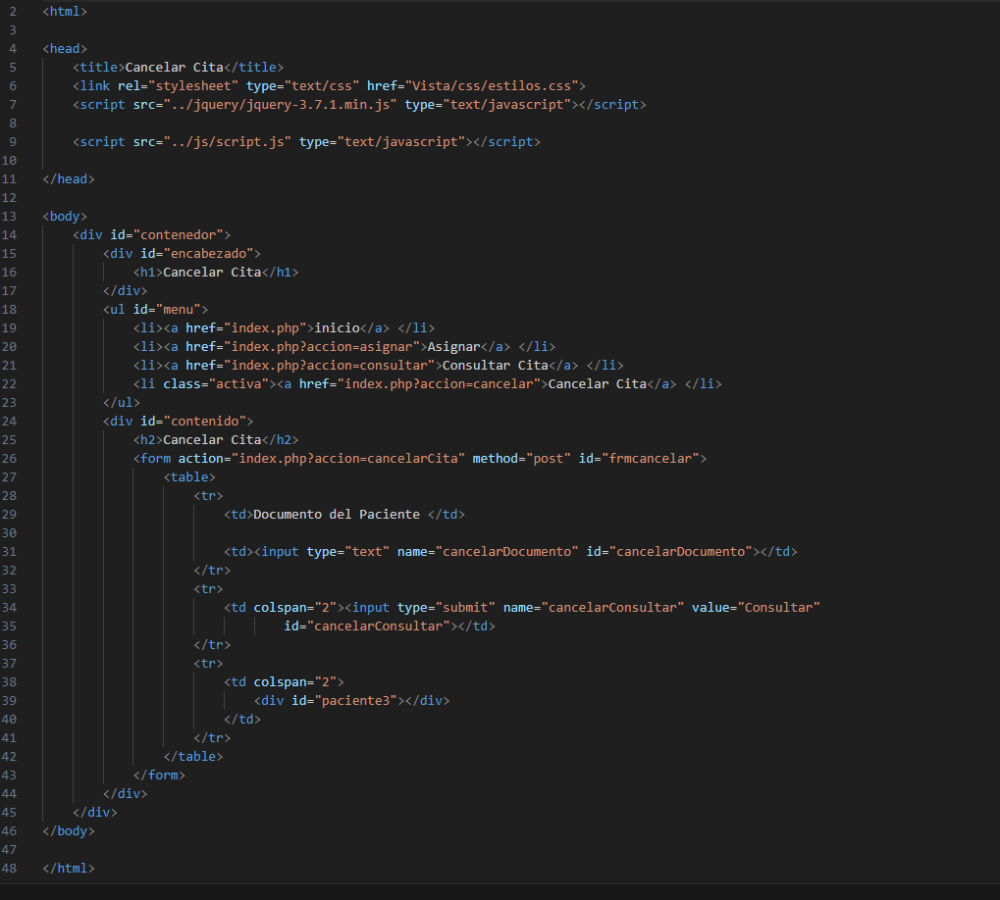 2 <html>
3
4 <head>
5     <title>Cancelar Cita</title>
6     <link rel="stylesheet" type="text/css" href="Vista/css/estilos.css">
7     <script src="../jquery/jquery-3.7.1.min.js" type="text/javascript"></script>
8
9     <script src="../js/script.js" type="text/javascript"></script>
10
11 </head>
12
13 <body>
14     <div id="contenedor">
15         <div id="encabezado">
16             <h1>Cancelar Cita</h1>
17         </div>
18         <ul id="menu">
19             <li><a href="index.php">inicio</a> </li>
20             <li><a href="index.php?accion=asignar">Asignar</a> </li>
21             <li><a href="index.php?accion=consultar">Consultar Cita</a> </li>
22             <li class="activa"><a href="index.php?accion=cancelar">Cancelar Cita</a> </li>
23         </ul>
24         <div id="contenido">
25             <h2>Cancelar Cita</h2>
26             <form action="index.php?accion=cancelarCita" method="post" id="frmcancelar">
27                 <table>
28                     <tr>
29                         <td>Documento del Paciente </td>
30
31                         <td><input type="text" name="cancelarDocumento" id="cancelarDocumento"></td>
32                     </tr>
33                     <tr>
34                         <td colspan="2"><input type="submit" name="cancelarConsultar" value="Consultar"
35                                 id="cancelarConsultar"></td>
36                     </tr>
37                     <tr>
38                         <td colspan="2">
39                             <div id="paciente3"></div>
40                         </td>
41                     </tr>
42                 </table>
43             </form>
44         </div>
45     </div>
46 </body>
47
48 </html>